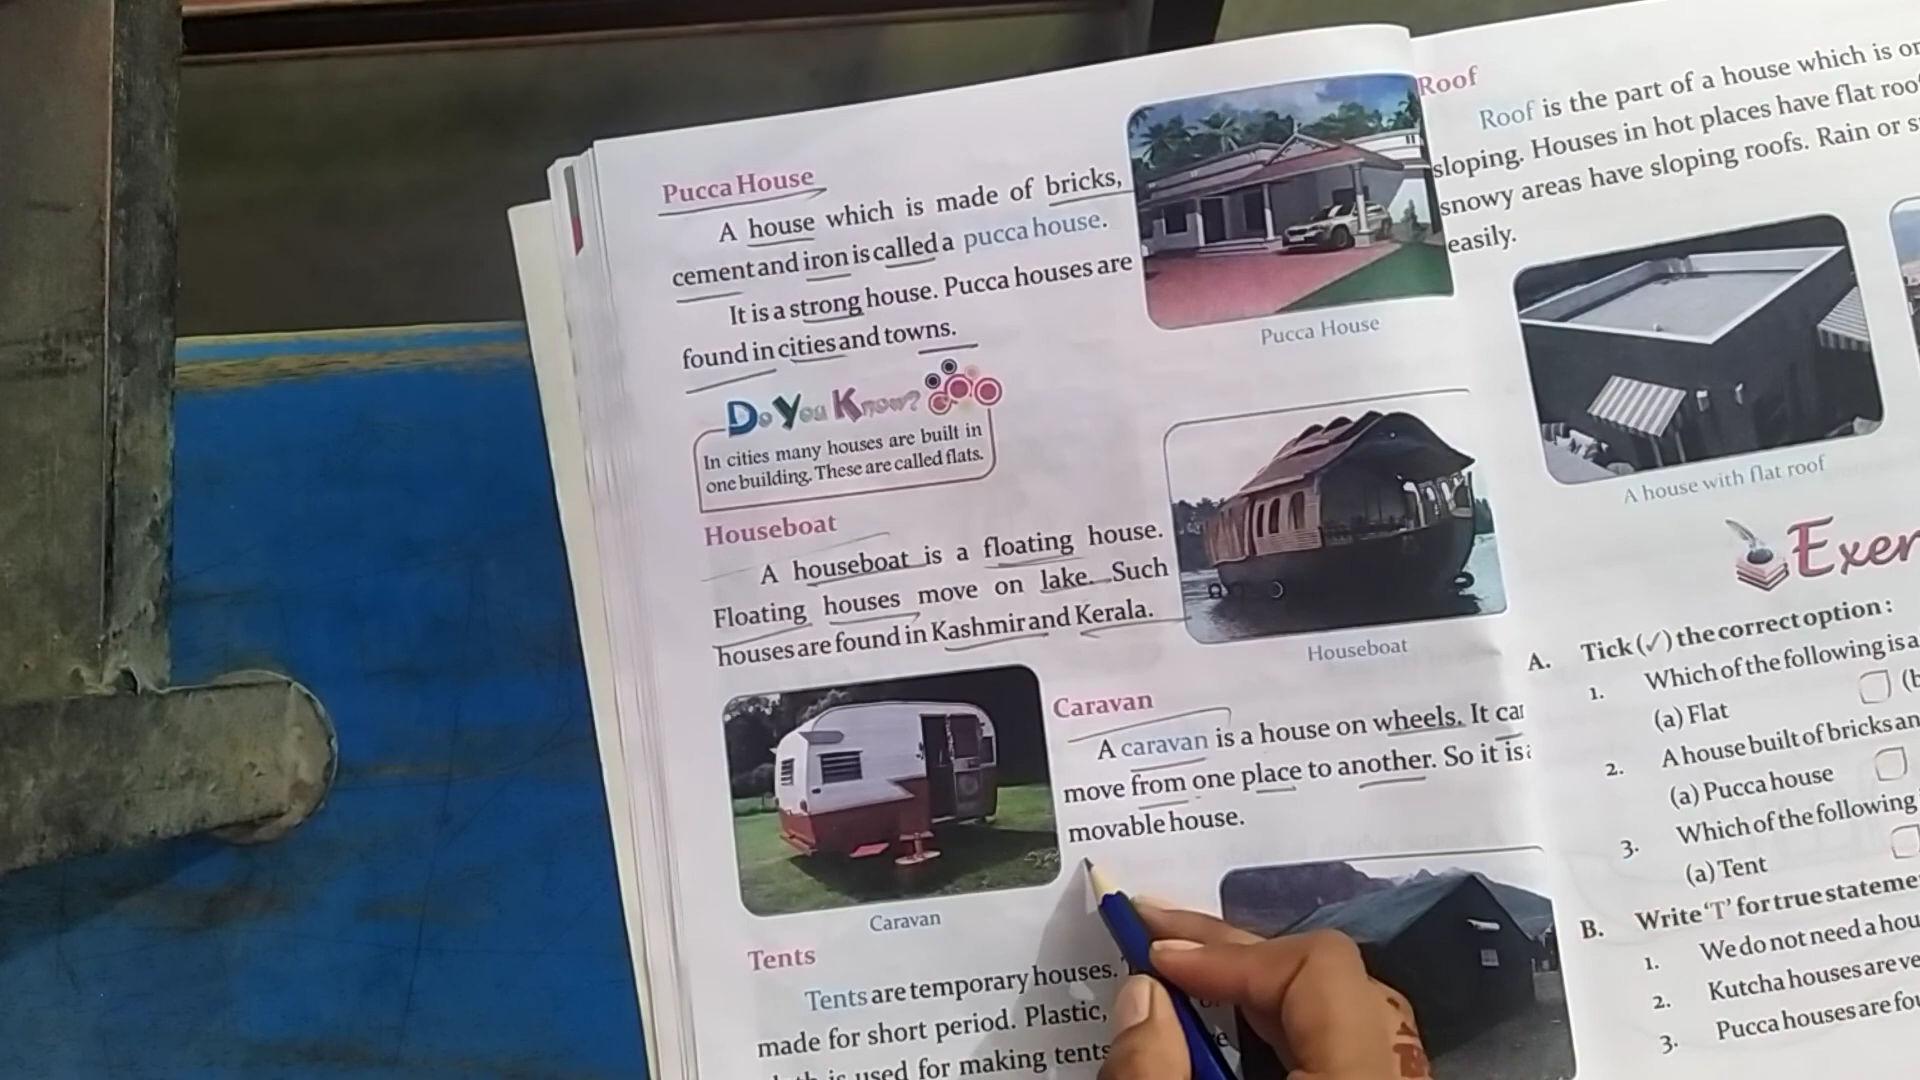 Pucca House
A house which is made of bricks,
cement and iron is called a pucca house.
It is a strong house. Pucca houses are
found in cities and towns.
Pucca House
Do You Know?
In cities many houses are built in
one building. These are called flats.
Houseboat
A houseboat is a floating house.
Floating houses move on lake. Such
houses are found in Kashmir and Kerala.
Houseboat
Caravan
A caravan is a house on wheels. It
move from one place to another. So it is
movable house.
Caravan
Tents
Tents are temporary houses.
made for short period. Plastic,
is used for making tents
Roof
Roof is the part of a house which is
sloping. Houses in hot places have flat
snowy areas have sloping roofs. Rain or
easily.
A house with flat roof
A. Tick (✓) the correct option :
1. Which of the following is a
(a) Flat
2. A house built of bricks
(a) Pucca house
3. Which of the following
(a) Tent
B. Write 'T' for true
1. We do not need a
2. Kutcha houses are
3. Pucca houses are